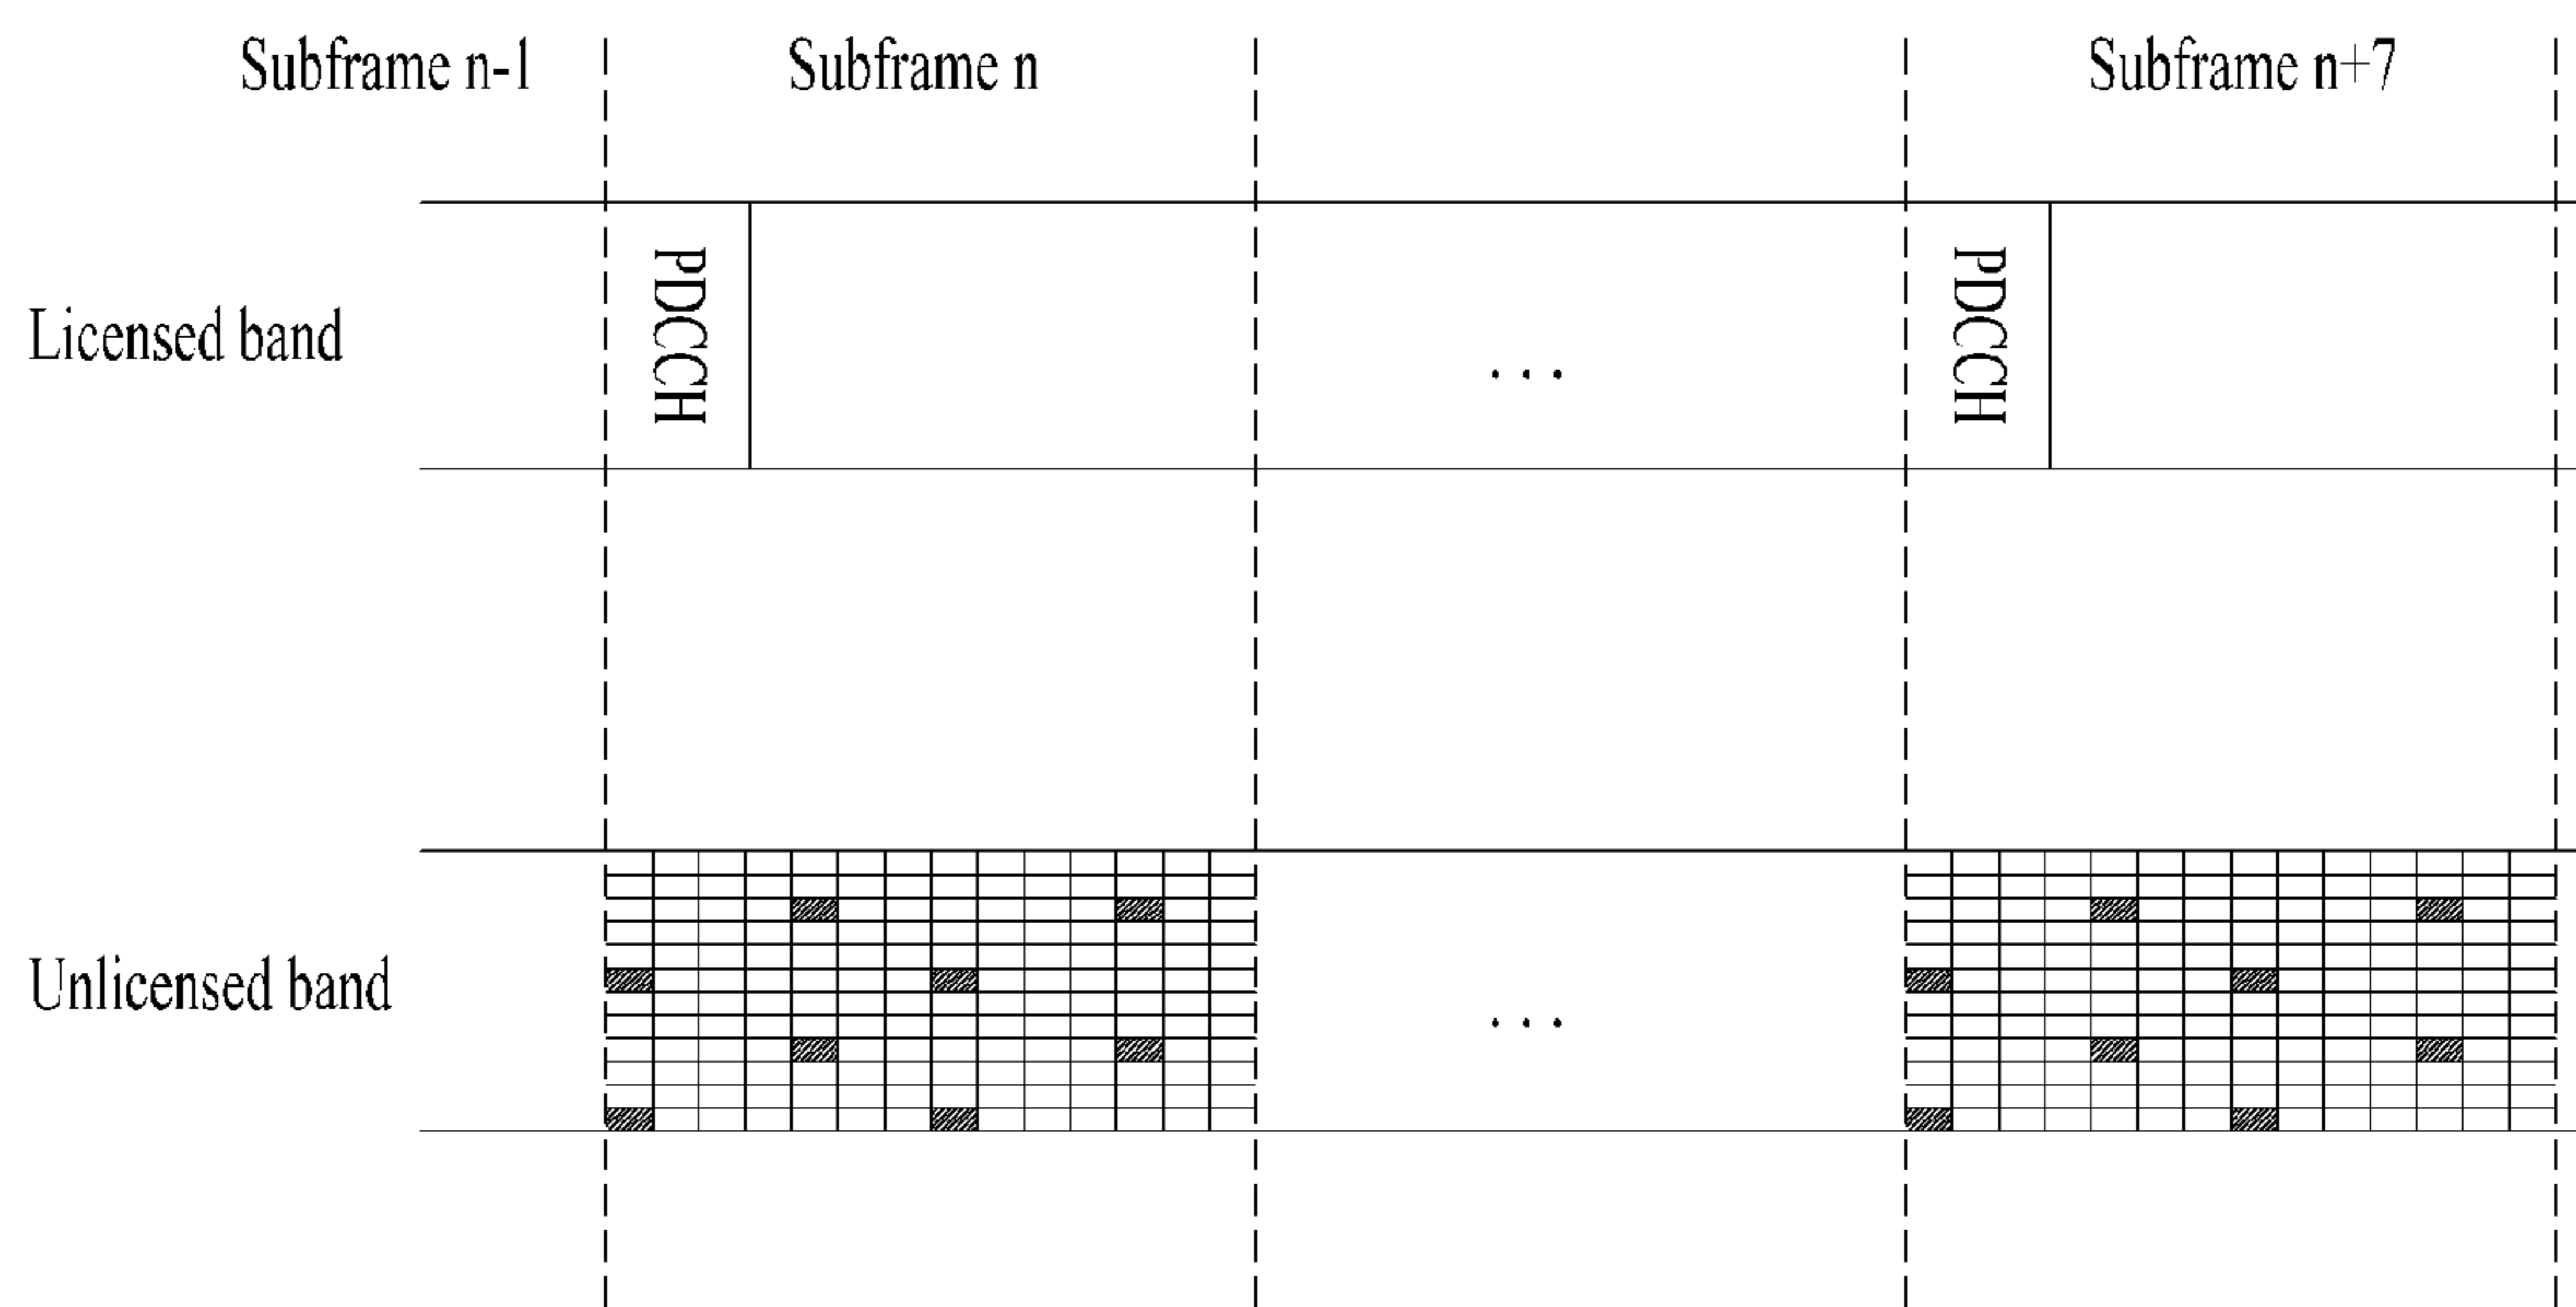 Subframe n-1
Subframe n
Subframe n+7
Licensed band
PDCCH
...
PDCCH
Unlicensed band
...